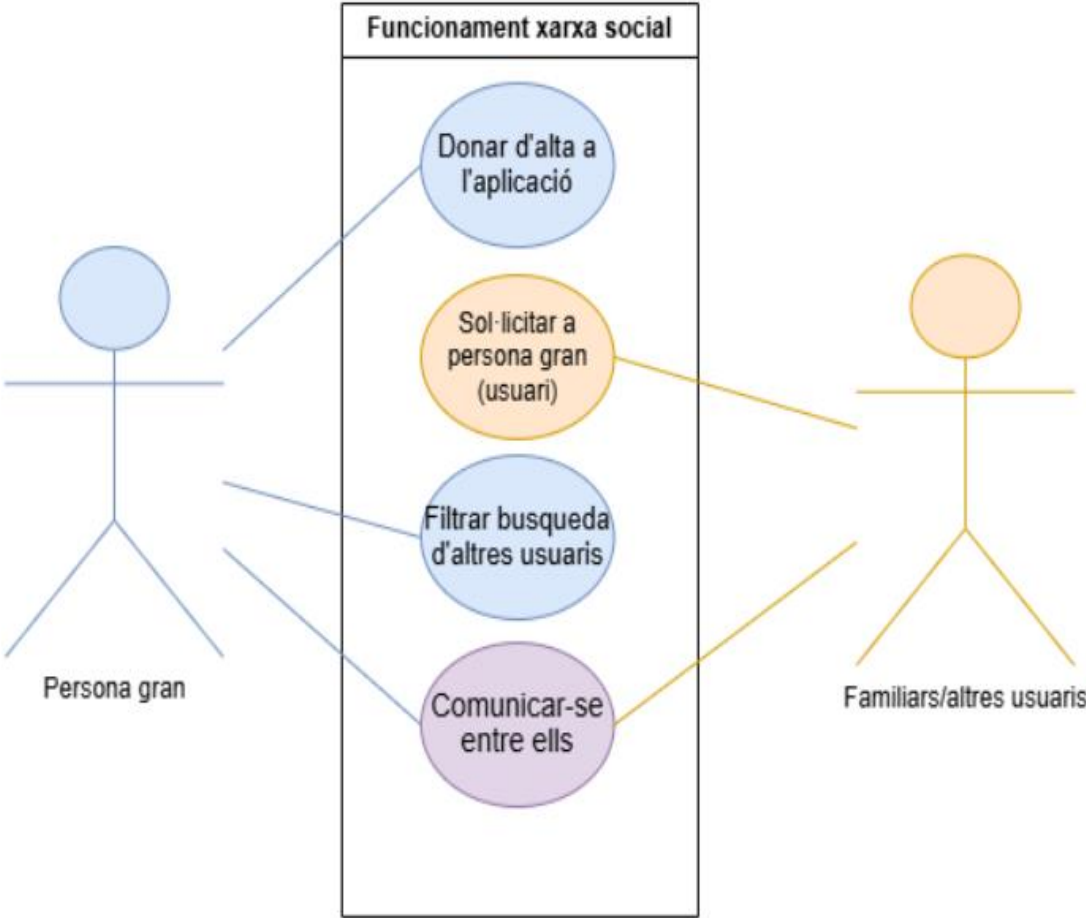 Funcionament xarxa social
Donar d'alta a
l'aplicació
Sol·licitar a
persona gran
(usuari)
Filtrar busqueda
d'altres usuaris
Comunicar-se
entre ells
Persona gran
Familiars/altres usuaris